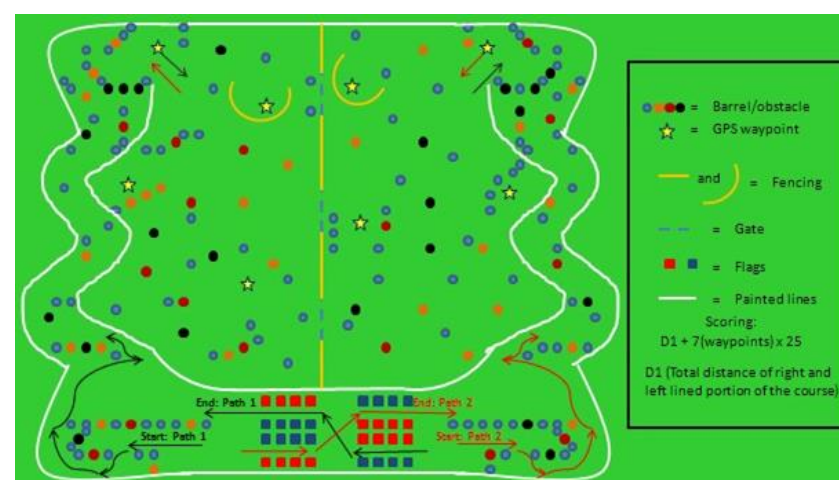 = Barrel/obstacle
= GPS waypoint
and = Fencing
= Gate
= Flags
= Painted lines
Scoring:
D1 + 7(waypoints) x 25
D1 (Total distance of right and
left lined portion of the course)
End: Path 1
End: Path 2
Start: Path 1
Start: Path 2